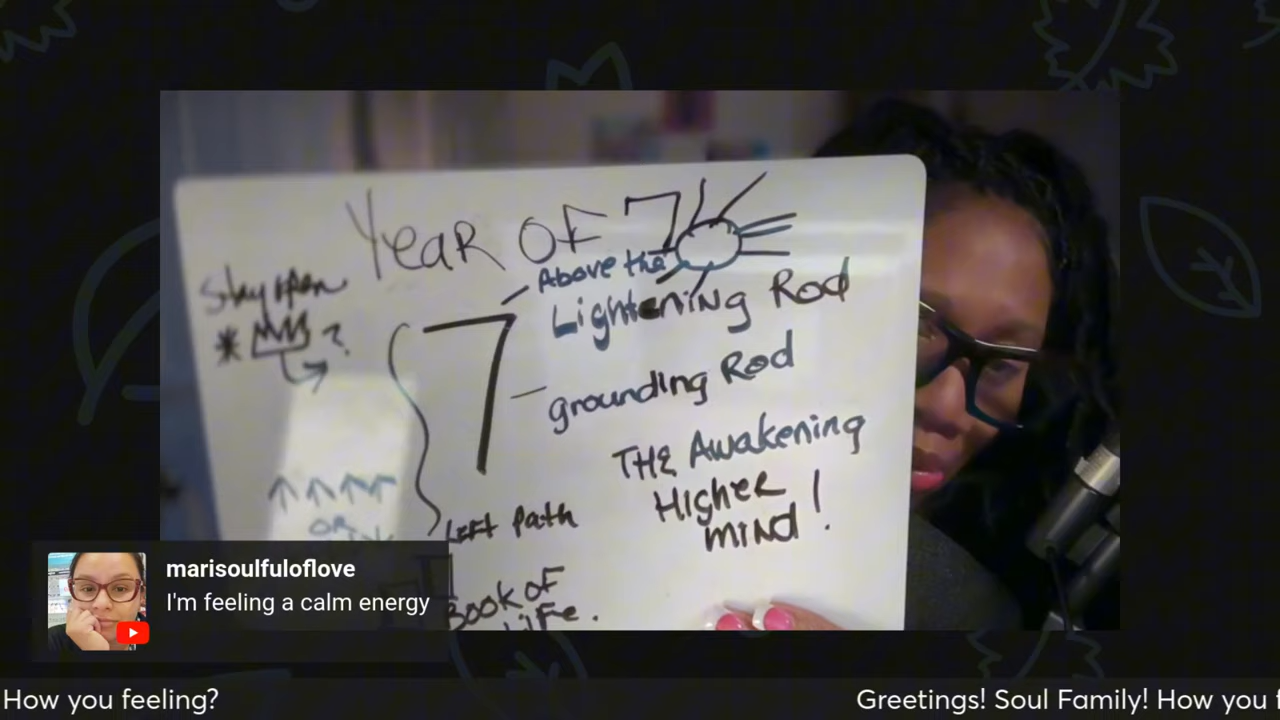 Year of 7
Stay open
* ?
Above the
Lightening Rod
7
grounding Rod
THE Awakening
Higher
mind!
↑ ↑ ↑ ↑
OR
Left Path
Book of
Life.
marisoulfuloflove
I'm feeling a calm energy
How you feeling?
Greetings! Soul Family! How you f